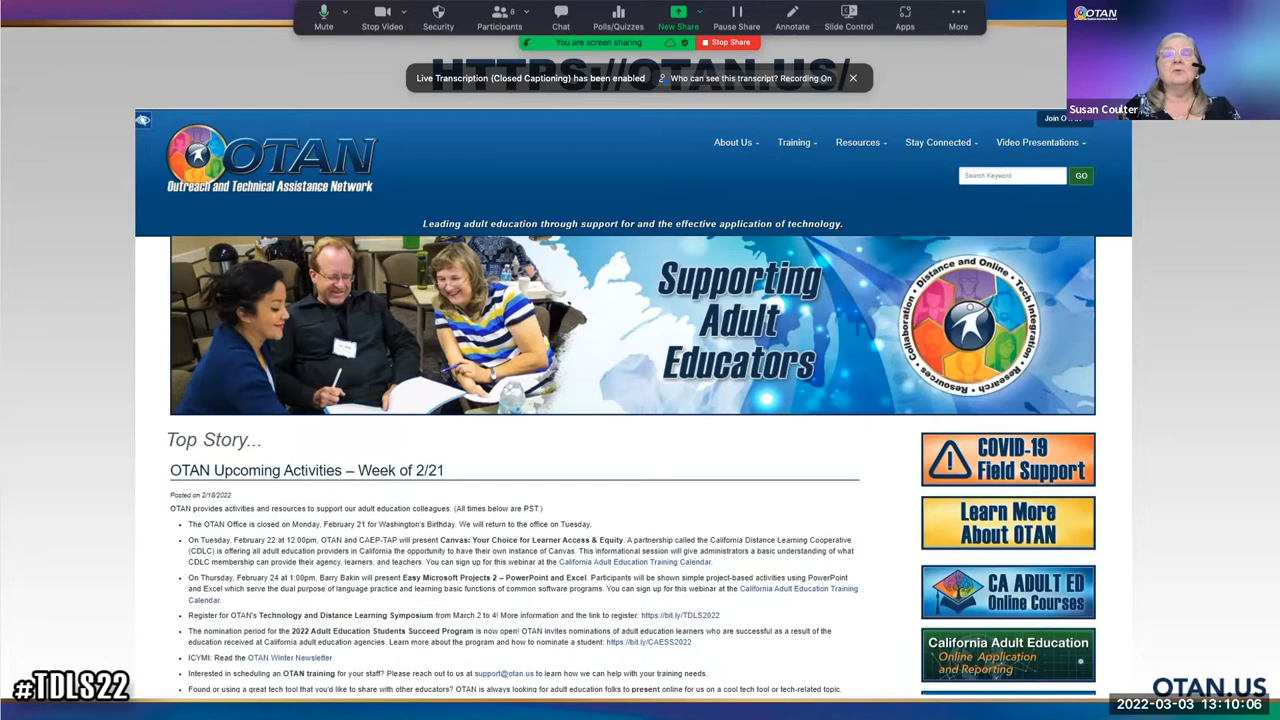 Mute
Stop Video
Security
Participants
8
Chat
Polls/Quizzes
New Share
Pause Share
Annotate
Slide Control
Apps
More
You are screen sharing
Stop Share
HTTPS://OTAN.US/
Live Transcription (Closed Captioning) has been enabled
Who can see this transcript? Recording On
OTAN
Susan Coulter
Join OTAN
OTAN
Outreach and Technical Assistance Network
About Us
Training
Resources
Stay Connected
Video Presentations
Search Keyword
GO
Leading adult education through support for and the effective application of technology.
Supporting
Adult
Educators
Collaboration • Distance and Online • Tech Integration • Research • Resources •
Top Story...
OTAN Upcoming Activities – Week of 2/21
Posted on 2/18/2022
OTAN provides activities and resources to support our adult education colleagues. (All times below are PST.)
• The OTAN Office is closed on Monday, February 21 for Washington's Birthday. We will return to the office on Tuesday.
• On Tuesday, February 22 at 12:00pm, OTAN and CAEP-TAP will present Canvas: Your Choice for Learner Access & Equity. A partnership called the California Distance Learning Cooperative
(CDLC) is offering all adult education providers in California the opportunity to have their own instance of Canvas. This informational session will give administrators a basic understanding of what
CDLC membership can provide their agency, learners, and teachers. You can sign up for this webinar at the California Adult Education Training Calendar.
• On Thursday, February 24 at 1:00pm, Barry Bakin will present Easy Microsoft Projects 2 – PowerPoint and Excel. Participants will be shown simple project-based activities using PowerPoint
and Excel which serve the dual purpose of language practice and learning basic functions of common software programs. You can sign up for this webinar at the California Adult Education Training
Calendar.
• Register for OTAN's Technology and Distance Learning Symposium from March 2 to 4! More information and the link to register: https://bit.ly/TDLS2022
• The nomination period for the 2022 Adult Education Students Succeed Program is now open! OTAN invites nominations of adult education learners who are successful as a result of the
education received at California adult education agencies. Learn more about the program and how to nominate a student: https://bit.ly/CAESS2022
• ICYMI: Read the OTAN Winter Newsletter
• Interested in scheduling an OTAN training for your staff? Please reach out to us at support@otan.us to learn how we can help with your training needs.
• Found or using a great tech tool that you'd like to share with other educators? OTAN is always looking for adult education folks to present online for us on a cool tech tool or tech-related topic.
COVID-19
Field Support
Learn More
About OTAN
CA ADULT ED
Online Courses
California Adult Education
Online Application
and Reporting
#TDLS22
OTAN.US
2022-03-03 13:10:06